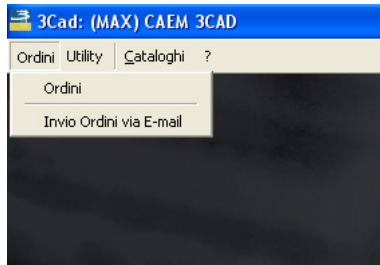 3Cad: (MAX) CAEM 3CAD
Ordini Utility Cataloghi ?
Ordini
Invio Ordini via E-mail